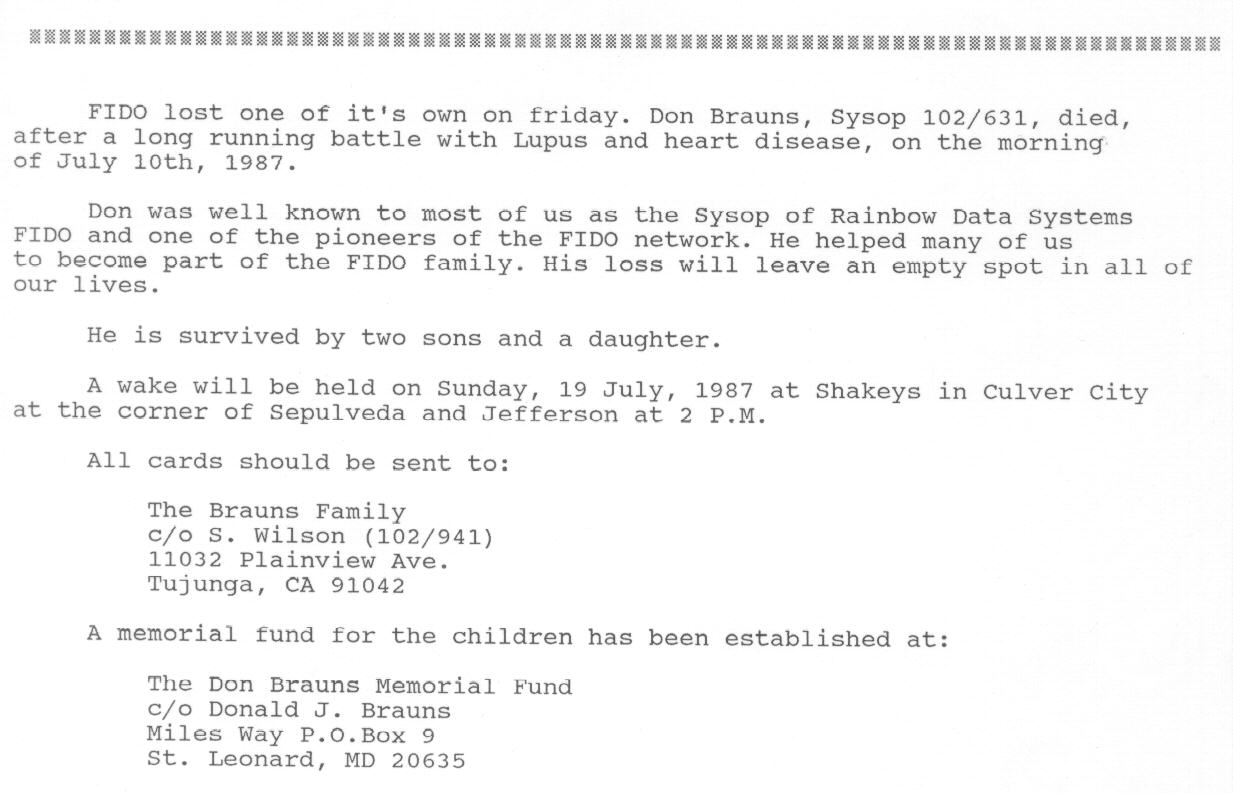 FIDO lost one of it's own on friday. Don Brauns, Sysop 102/631, died,
after a long running battle with Lupus and heart disease, on the morning
of July 10th, 1987.
Don was well known to most of us as the Sysop of Rainbow Data Systems
FIDO and one of the pioneers of the FIDO network. He helped many of us
to become part of the FIDO family. His loss will leave an empty spot in all of
our lives.
He is survived by two sons and a daughter.
A wake will be held on Sunday, 19 July, 1987 at Shakeys in Culver City
at the corner of Sepulveda and Jefferson at 2 P.M.
All cards should be sent to:
The Brauns Family
c/o S. Wilson (102/941)
11032 Plainview Ave.
Tujunga, CA 91042
A memorial fund for the children has been established at:
The Don Brauns Memorial Fund
c/o Donald J. Brauns
Miles Way P.O.Box 9
St. Leonard, MD 20635